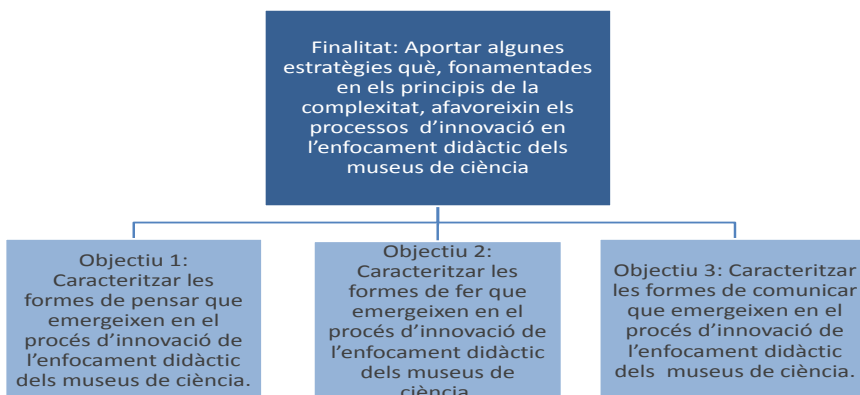 Finalitat: Aportar algunes
estratègies què, fonamentades
en els principis de la
complexitat, afavoreixin els
processos d’innovació en
l’enfocament didàctic dels
museus de ciència
Objectiu 1:
Caracteritzar les
formes de pensar que
emergeixen en el
procés d’innovació de
l’enfocament didàctic
dels museus de ciència.
Objectiu 2:
Caracteritzar les
formes de fer que
emergeixen en el
procés d’innovació de
l’enfocament didàctic
dels museus de
ciència
Objectiu 3: Caracteritzar
les formes de comunicar
que emergeixen en el
procés d’innovació de
l’enfocament didàctic
dels museus de ciència.